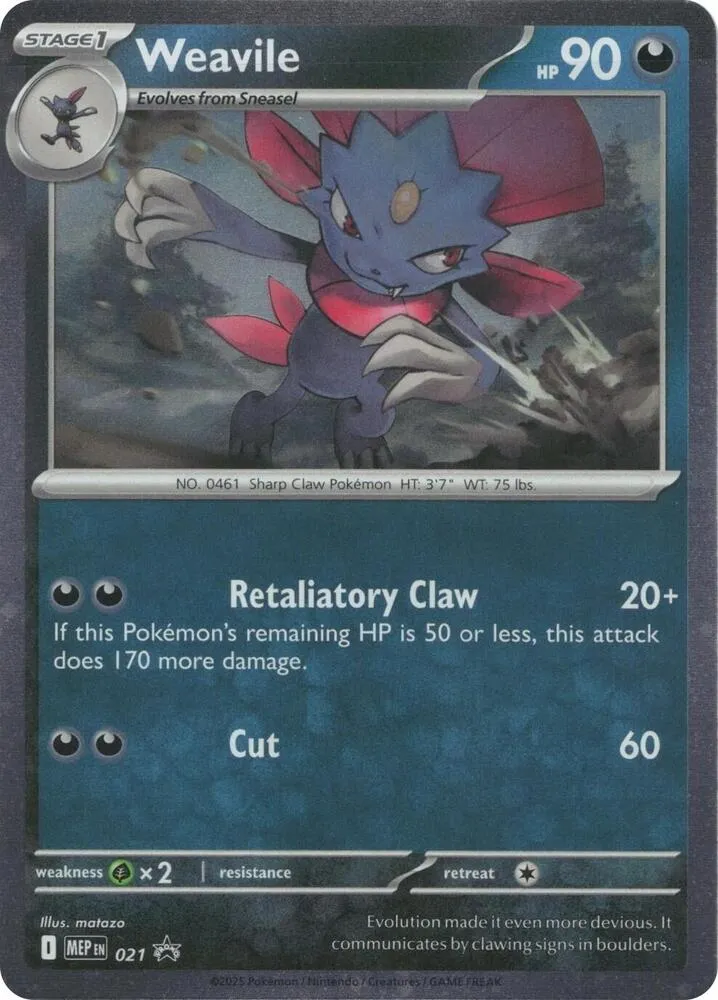 STAGE 1
Weavile
HP 90
Evolves from Sneasel
NO. 0461 Sharp Claw Pokémon HT: 3'7" WT: 75 lbs.
Retaliatory Claw 20+
If this Pokémon's remaining HP is 50 or less, this attack
does 170 more damage.
Cut 60
weakness ×2 resistance retreat
Illus. matazo
Evolution made it even more devious. It
communicates by clawing signs in boulders.
I MEP EN 021
©2025 Pokémon / Nintendo / Creatures / GAME FREAK